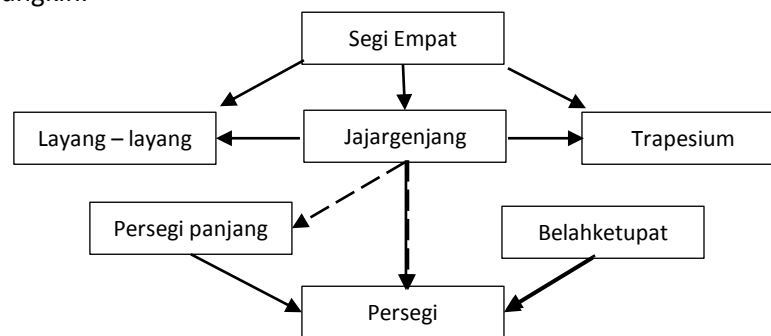 Segi Empat
Layang – layang
Jajargenjang
Trapesium
Persegi panjang
Belahketupat
Persegi